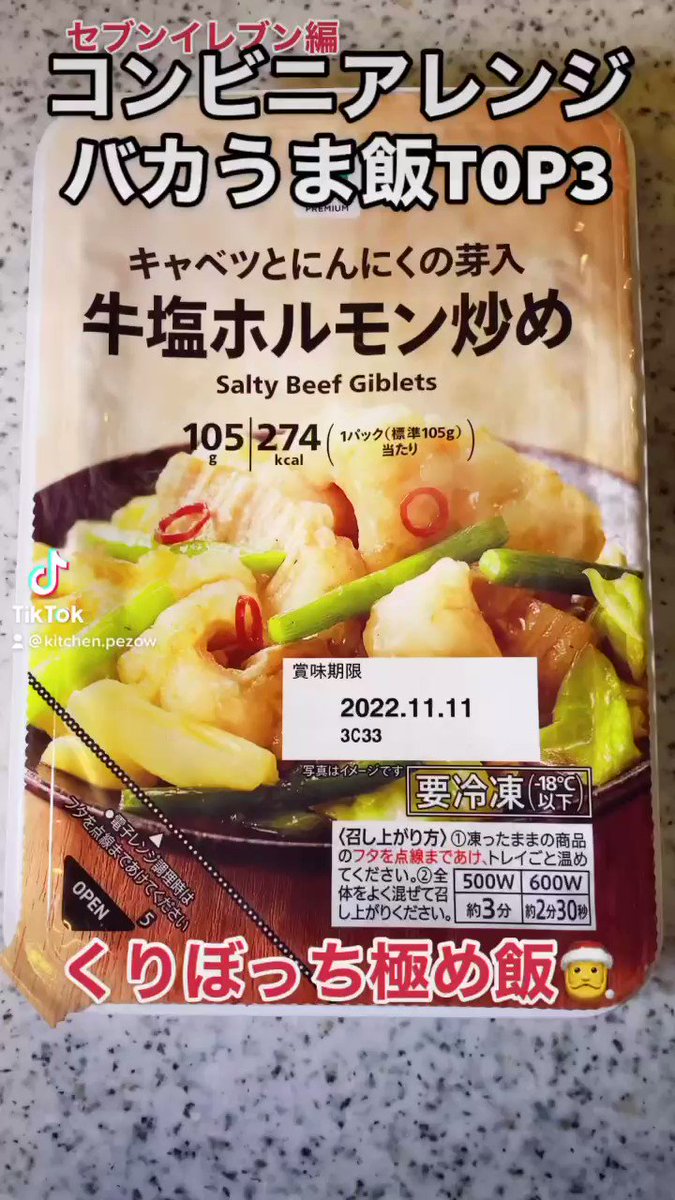 セブンイレブン編
コンビニアレンジ
バカうま飯TOP3
PREMIUM
キャベツとにんにくの芽入
牛塩ホルモン炒め
Salty Beef Giblets
105g 274kcal (1パック(標準105g)当たり)
TikTok
@kitchen.pezow
賞味期限
2022.11.11
3C33
写真はイメージです
要冷凍(-18℃以下)
〈召し上がり方〉①凍ったままの商品
のフタを点線まであけ、トレイごと温め
てください。②全
体をよく混ぜて召
し上がりください。
500W 600W
約3分 約2分30秒
●電子レンジ調理時は
フタを点線まであけてください
OPEN
5
くりぼっち極め飯🎅